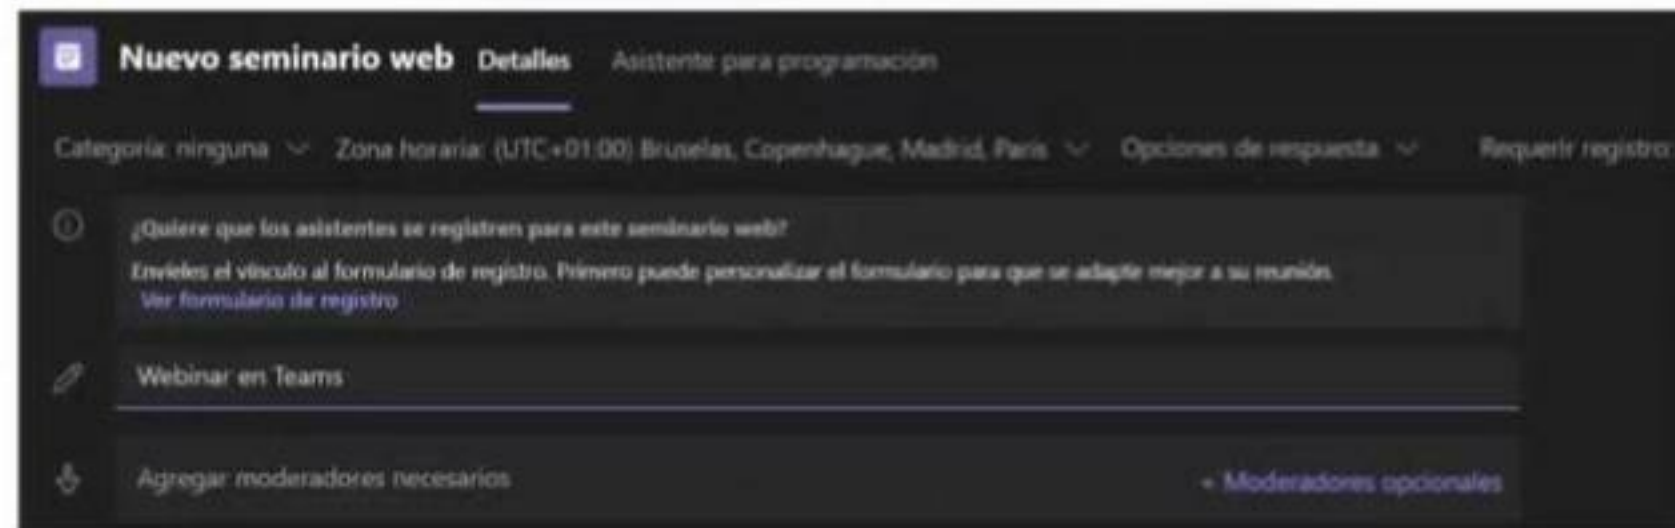 Nuevo seminario web Detalles Asistente para programación
Categoría: ninguna Zona horaria: (UTC+01:00) Bruselas, Copenhague, Madrid, París Opciones de respuesta Requerir registro
¿Quiere que los asistentes se registren para este seminario web?
Envíeles el vínculo al formulario de registro. Primero puede personalizar el formulario para que se adapte mejor a su reunión.
Ver formulario de registro
Webinar en Teams
Agregar moderadores necesarios + Moderadores opcionales